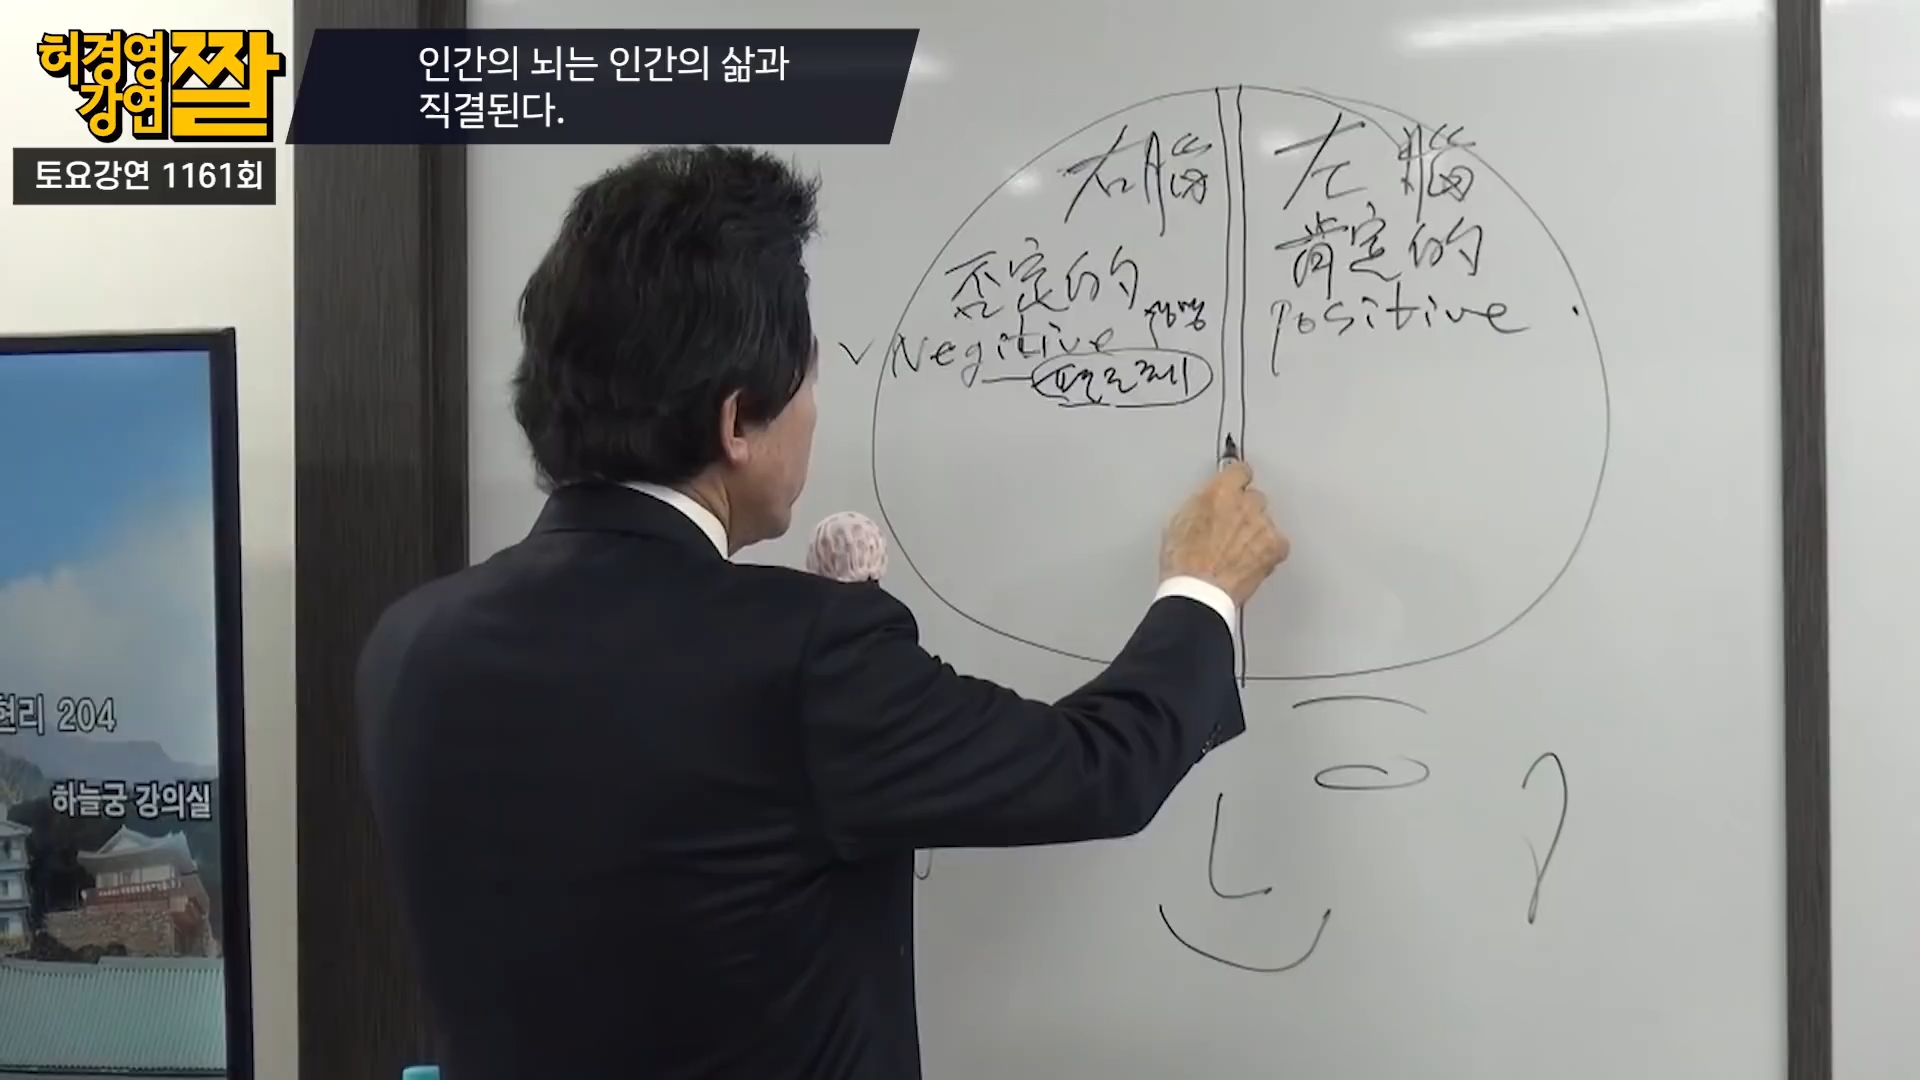 허경영
강연
짤
토요강연 1161회
인간의 뇌는 인간의 삶과
직결된다.
右腦
否定的
Negitive
左腦
肯定的
positive
현리 204
하늘궁 강의실